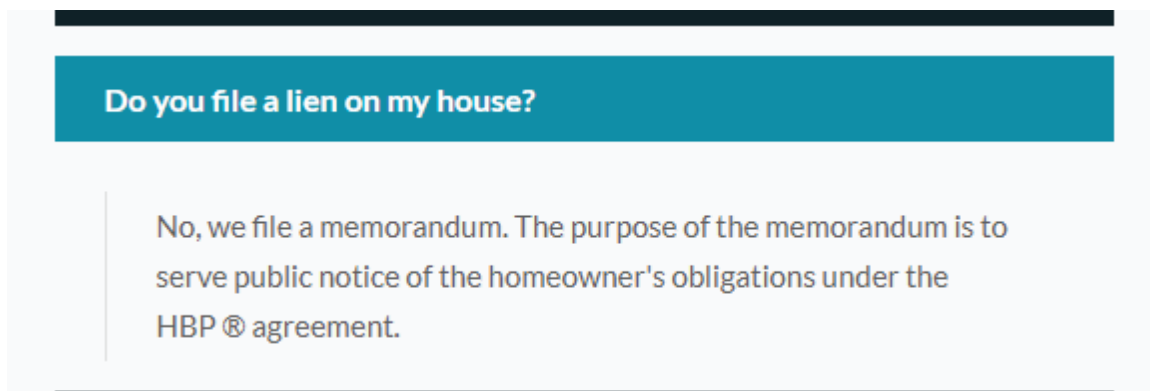 Do you file a lien on my house?
No, we file a memorandum. The purpose of the memorandum is to
serve public notice of the homeowner's obligations under the
HBP ® agreement.